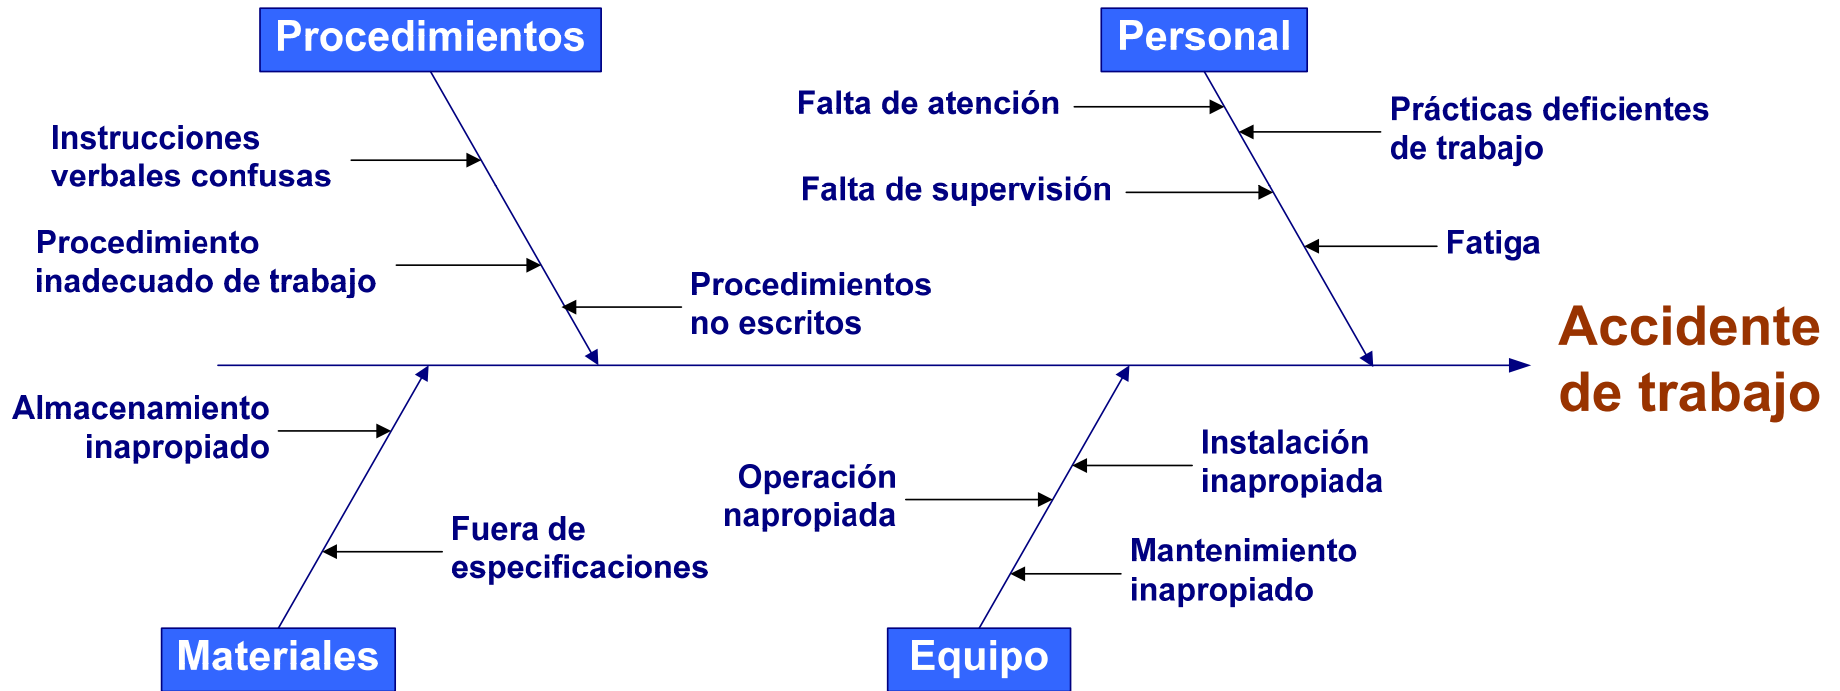 Procedimientos
Personal
Falta de atención
Prácticas deficientes
de trabajo
Instrucciones
verbales confusas
Falta de supervisión
Procedimiento
inadecuado de trabajo
Fatiga
Procedimientos
no escritos
Accidente
de trabajo
Almacenamiento
inapropiado
Instalación
inapropiada
Operación
napropiada
Fuera de
especificaciones
Mantenimiento
inapropiado
Materiales
Equipo